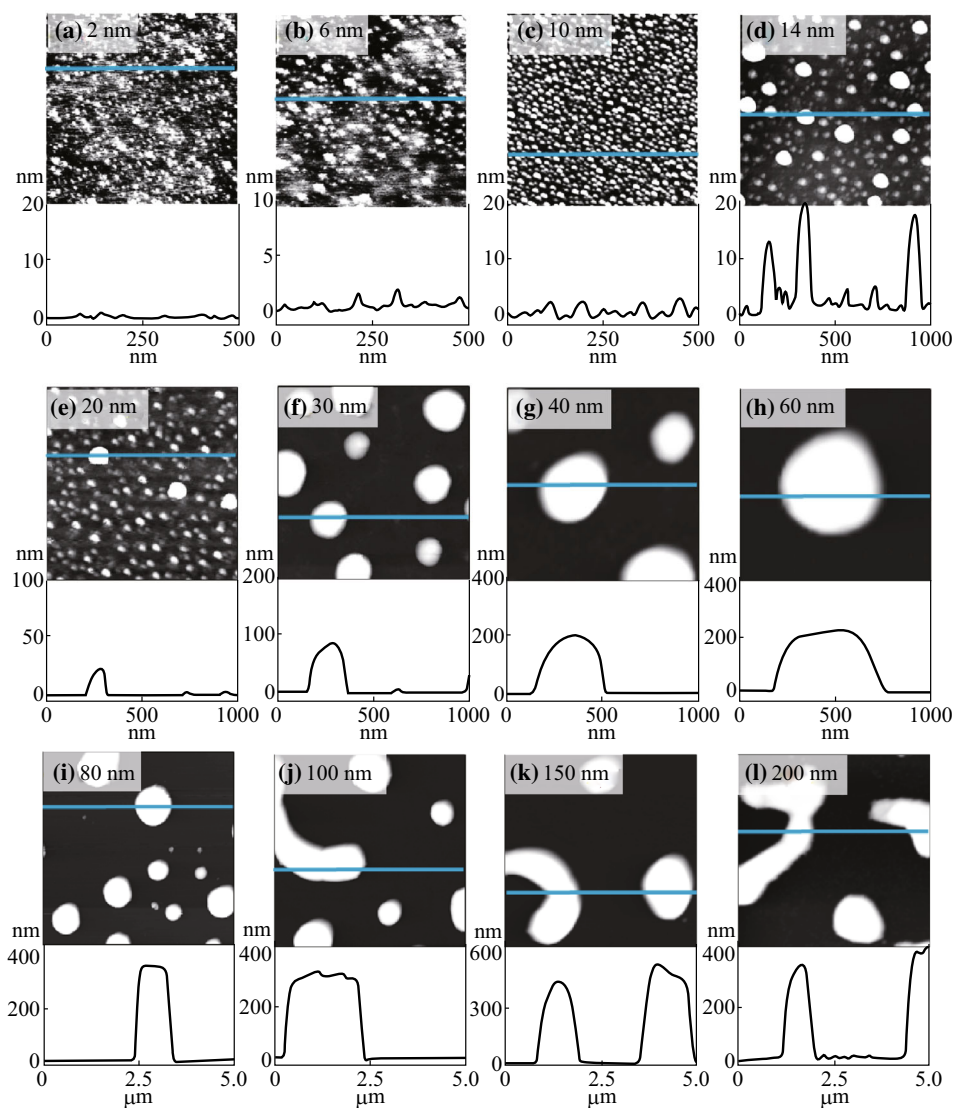 (a) 2 nm (b) 6 nm (c) 10 nm (d) 14 nm
nm nm nm nm
20 10 20 20
10 5 10 10
0 0 0 0
0 250 500 0 250 500 0 250 500 0 500 1000
nm nm nm nm
(e) 20 nm (f) 30 nm (g) 40 nm (h) 60 nm
nm nm nm nm
100 200 400 400
50 100 200 200
0 0 0 0
0 500 1000 0 500 1000 0 500 1000 0 500 1000
nm nm nm nm
(i) 80 nm (j) 100 nm (k) 150 nm (l) 200 nm
nm nm nm nm
400 400 600 400
200 200 300 200
0 0 0 0
0 2.5 5.0 0 2.5 5.0 0 2.5 5.0 0 2.5 5.0
μm μm μm μm